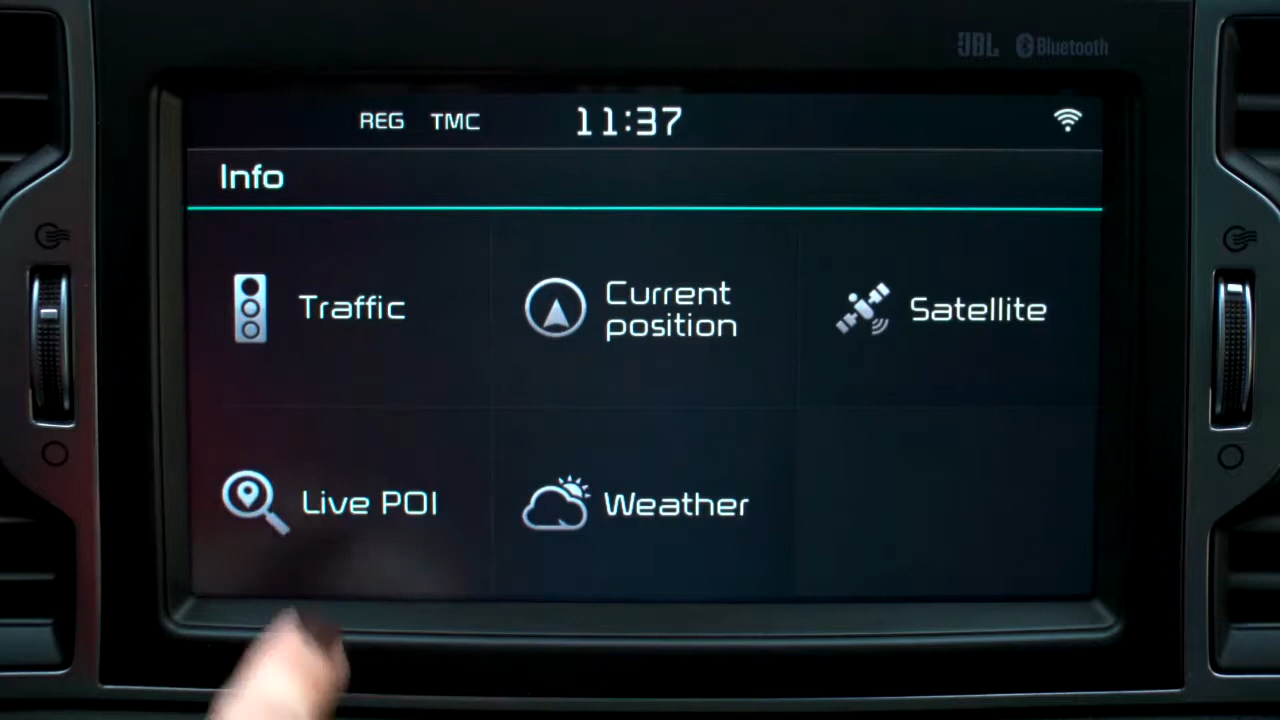 JBL Bluetooth
REG TMC 11:37
Info
Traffic
Current
position
Satellite
Live POI
Weather